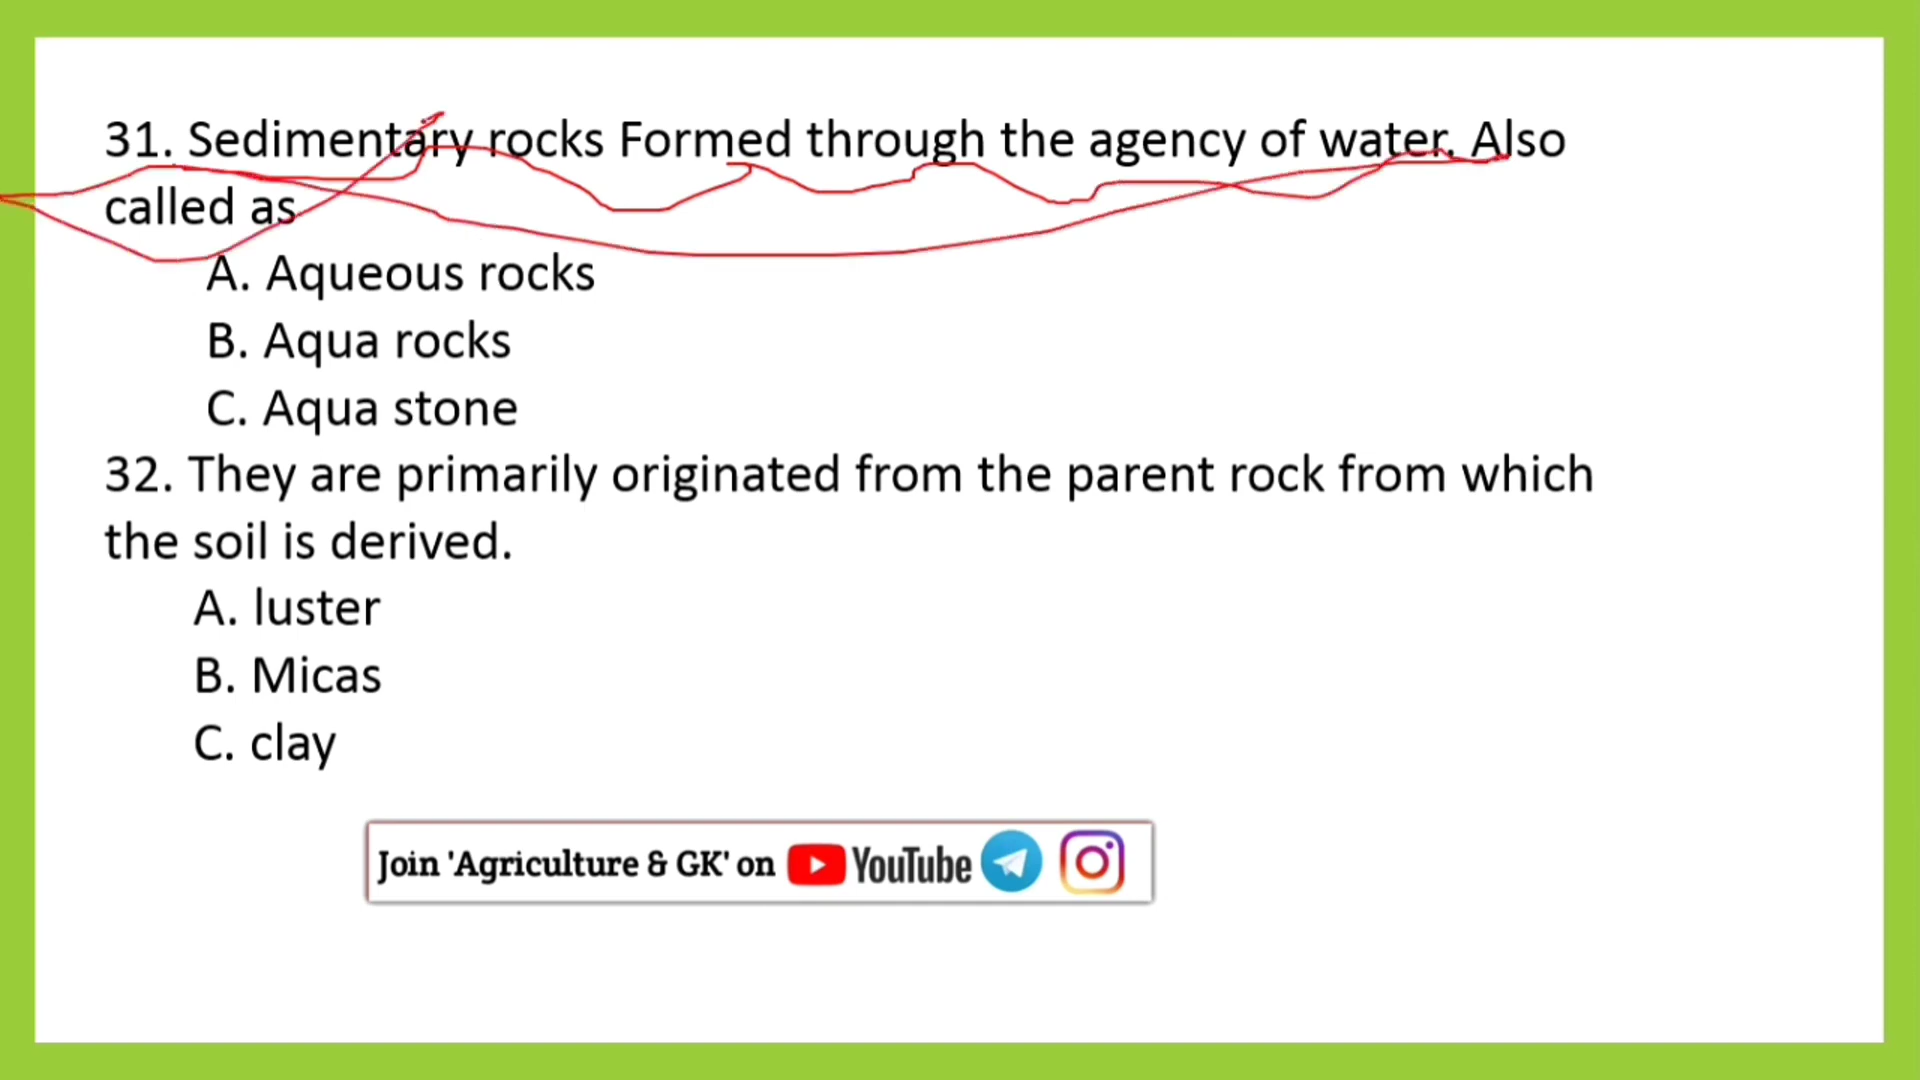 31. Sedimentary rocks Formed through the agency of water. Also
called as
A. Aqueous rocks
B. Aqua rocks
C. Aqua stone
32. They are primarily originated from the parent rock from which
the soil is derived.
A. luster
B. Micas
C. clay
Join 'Agriculture & GK' on YouTube